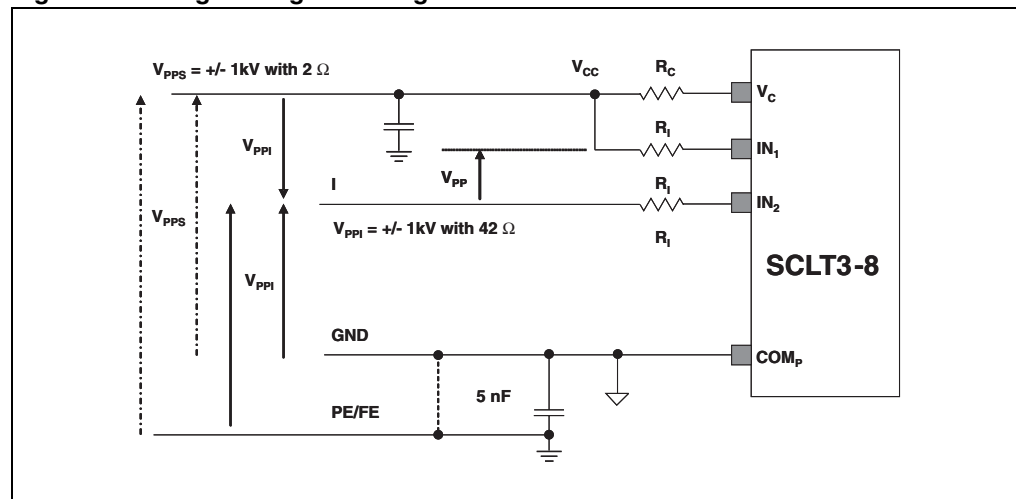 V_PPS = +/- 1kV with 2 Ω
V_CC
R_C
V_C
V_PPI
R_I
IN_1
V_PP
I
R_I
IN_2
V_PPS
V_PPI = +/- 1kV with 42 Ω
R_I
SCLT3-8
V_PPI
GND
COM_P
5 nF
PE/FE